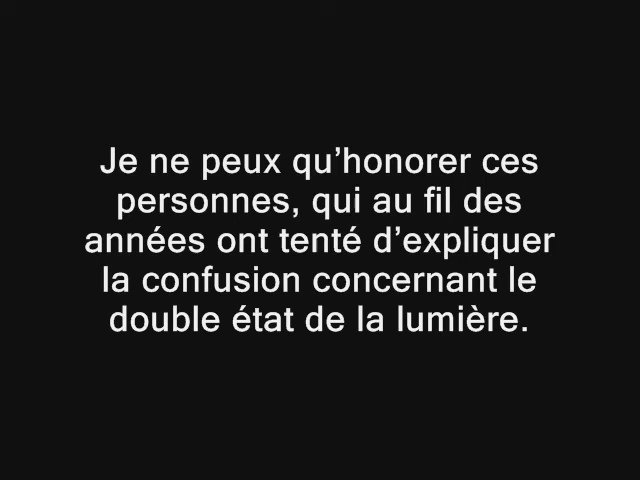 Je ne peux qu’honorer ces
personnes, qui au fil des
années ont tenté d’expliquer
la confusion concernant le
double état de la lumière.